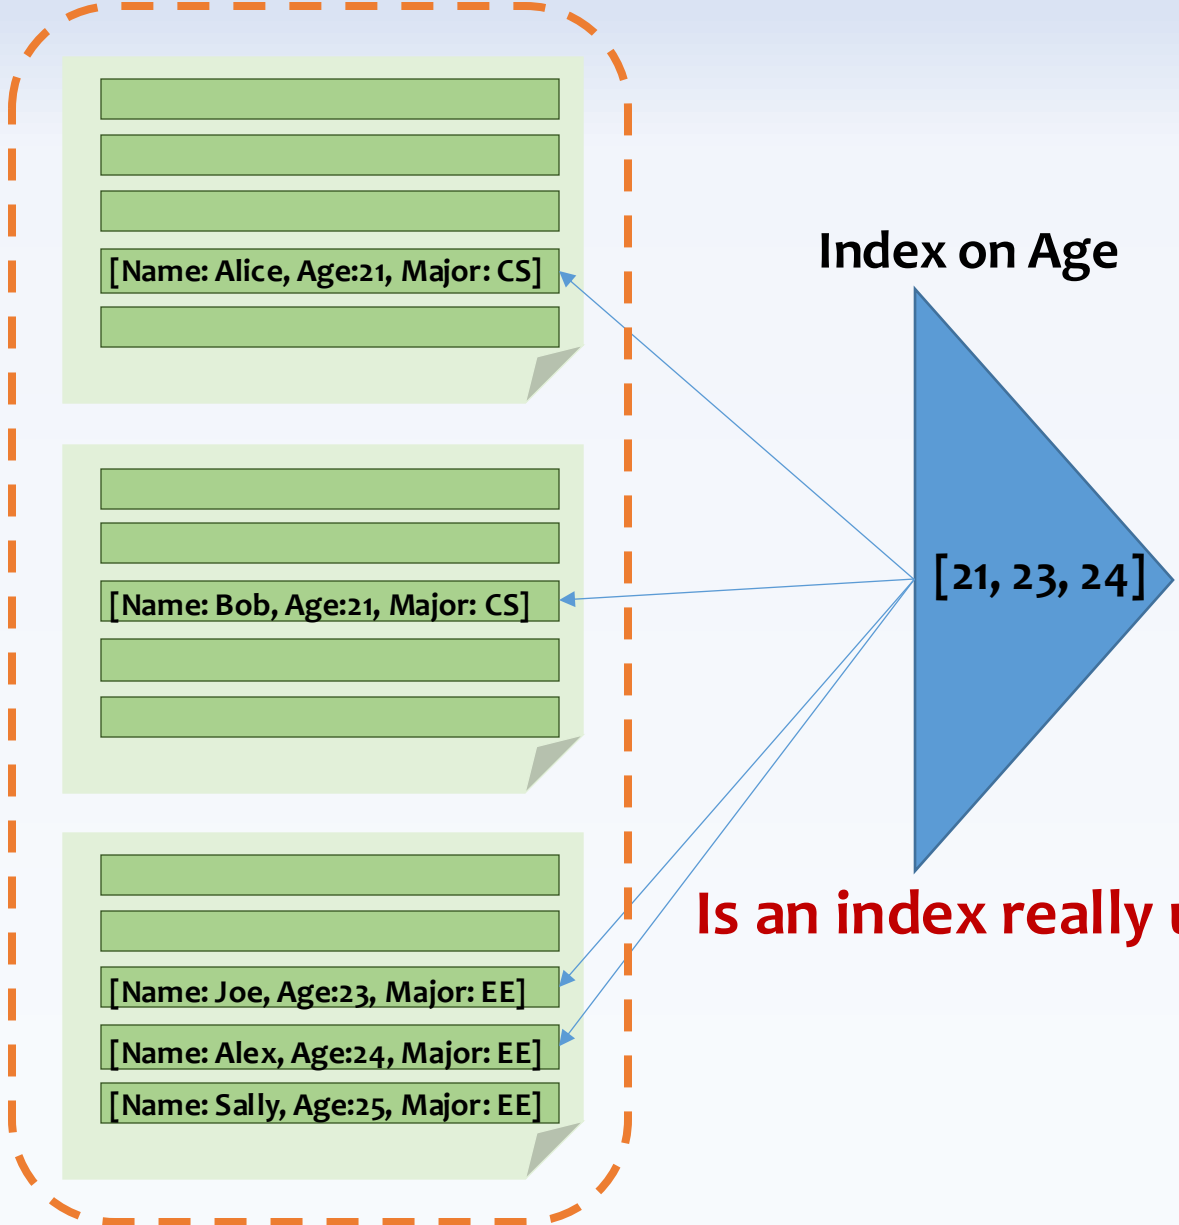 [Name: Alice, Age:21, Major: CS]
Index on Age
[Name: Bob, Age:21, Major: CS]
[21, 23, 24]
Is an index really
[Name: Joe, Age:23, Major: EE]
[Name: Alex, Age:24, Major: EE]
[Name: Sally, Age:25, Major: EE]